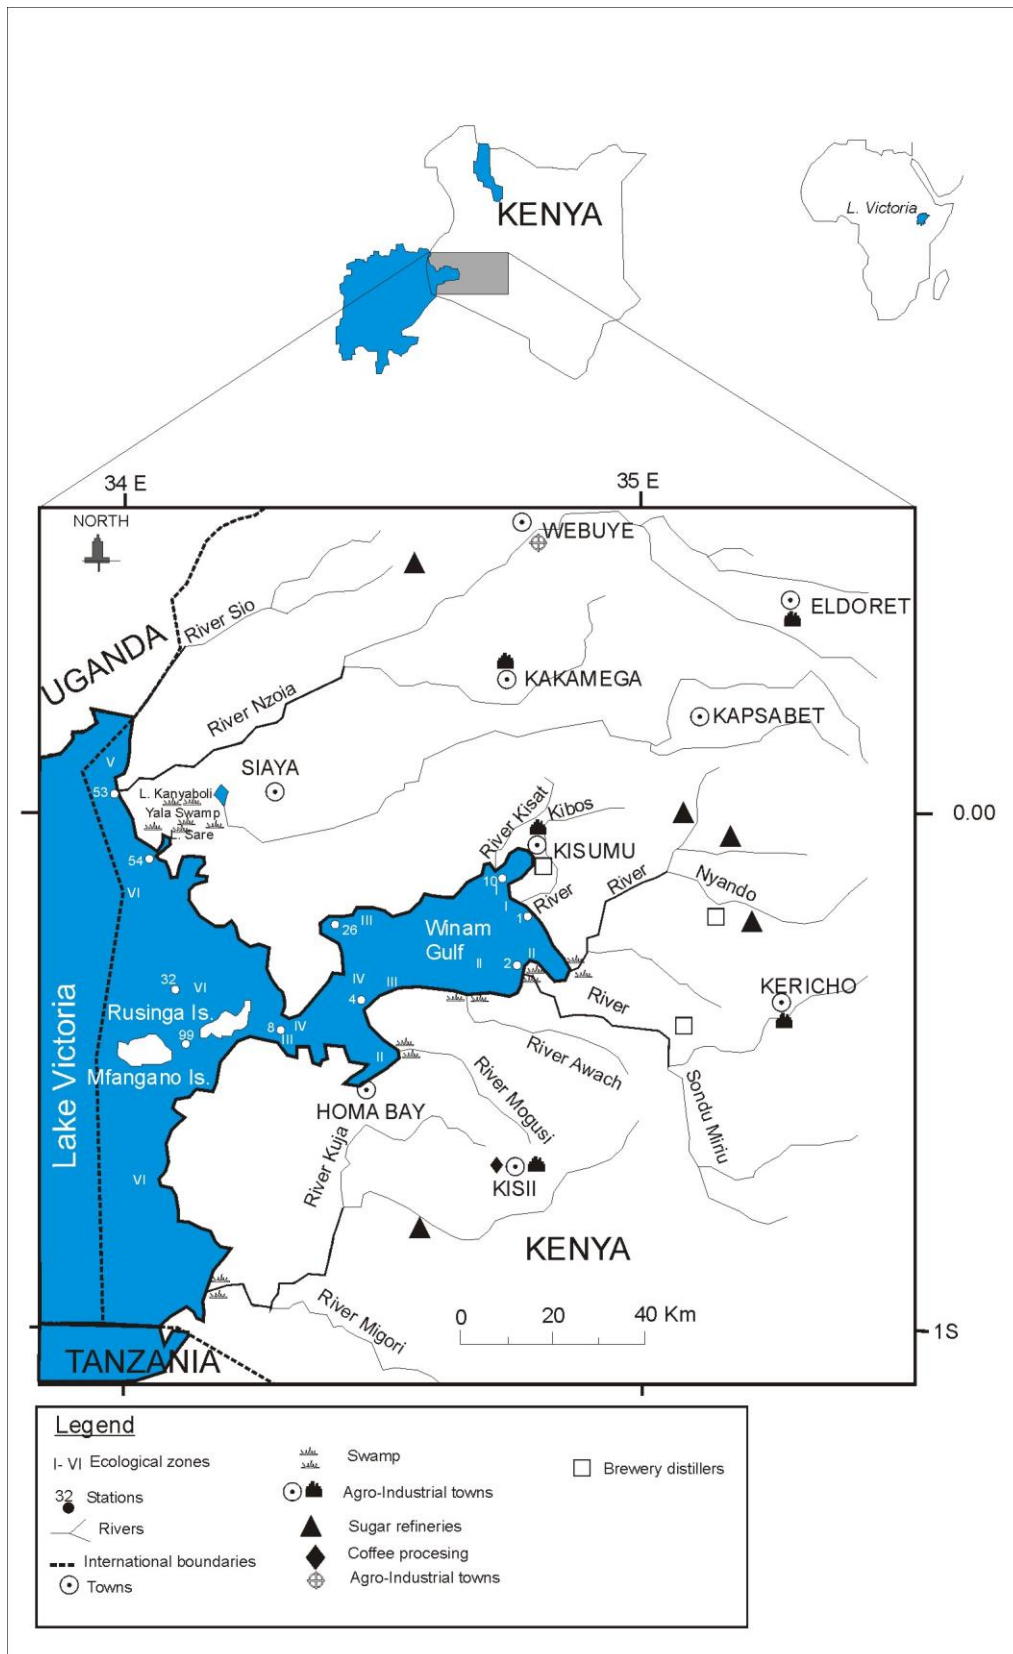 KENYA
L. Victoria
34 E
35 E
NORTH
WEBUYE
ELDORET
River Sio
UGANDA
KAKAMEGA
River Nzoia
KAPSABET
V
SIAYA
53
L. Kanyaboli
Yala Swamp
L. Sare
0.00
River Kisat
Kibos
KISUMU
54
10
I
VI
River
River
Nyando
I
1
26
III
Winam
Gulf
II
II
2
IV
III
32
VI
4
River
KERICHO
Rusinga Is.
8
IV
III
99
II
River Awach
Mfangano Is.
River Mogusi
Sondu Miriu
HOMA BAY
Lake Victoria
River Kuja
VI
KISII
KENYA
0 20 40 Km
River Migori
1S
TANZANIA
Legend
I- VI Ecological zones
32 Stations
Rivers
International boundaries
Towns
Swamp
Agro-Industrial towns
Sugar refineries
Coffee procesing
Agro-Industrial towns
Brewery distillers